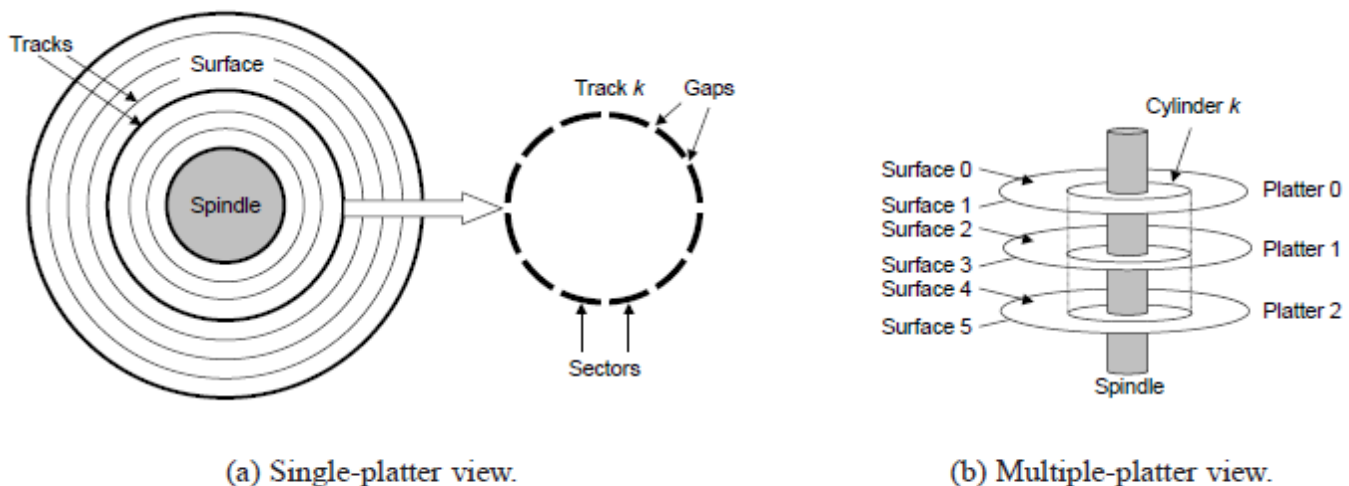 Tracks
Surface
Spindle
Track k
Gaps
Sectors
(a) Single-platter view.
Cylinder k
Surface 0
Surface 1
Surface 2
Surface 3
Surface 4
Surface 5
Platter 0
Platter 1
Platter 2
Spindle
(b) Multiple-platter view.